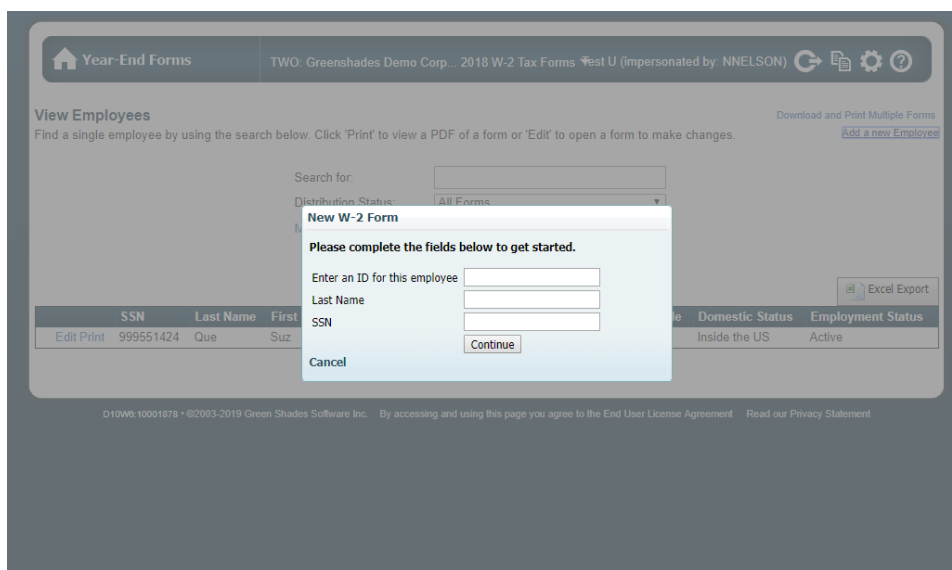 Year-End Forms
TWO: Greenshades Demo Corp... 2018 W-2 Tax Forms Test U (impersonated by: NNELSON)
View Employees
Download and Print Multiple Forms
Find a single employee by using the search below. Click 'Print' to view a PDF of a form or 'Edit' to open a form to make changes.
Add a new Employee
Search for:
Distribution Status: All Forms
New W-2 Form
Please complete the fields below to get started.
Enter an ID for this employee
Last Name
SSN
Continue
Cancel
Excel Export
SSN Last Name First Domestic Status Employment Status
Edit Print 999551424 Que Suz Inside the US Active
D10W6:10001878 • ©2003-2019 Green Shades Software Inc. By accessing and using this page you agree to the End User License Agreement Read our Privacy Statement